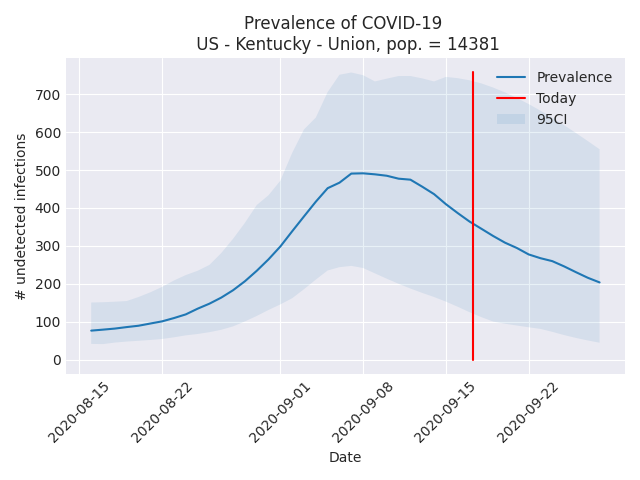 Prevalence of COVID-19
US - Kentucky - Union, pop. = 14381
Prevalence
Today
95CI
700
600
500
400
300
200
100
0
# undetected infections
2020-08-15
2020-08-22
2020-09-01
2020-09-08
2020-09-15
2020-09-22
Date